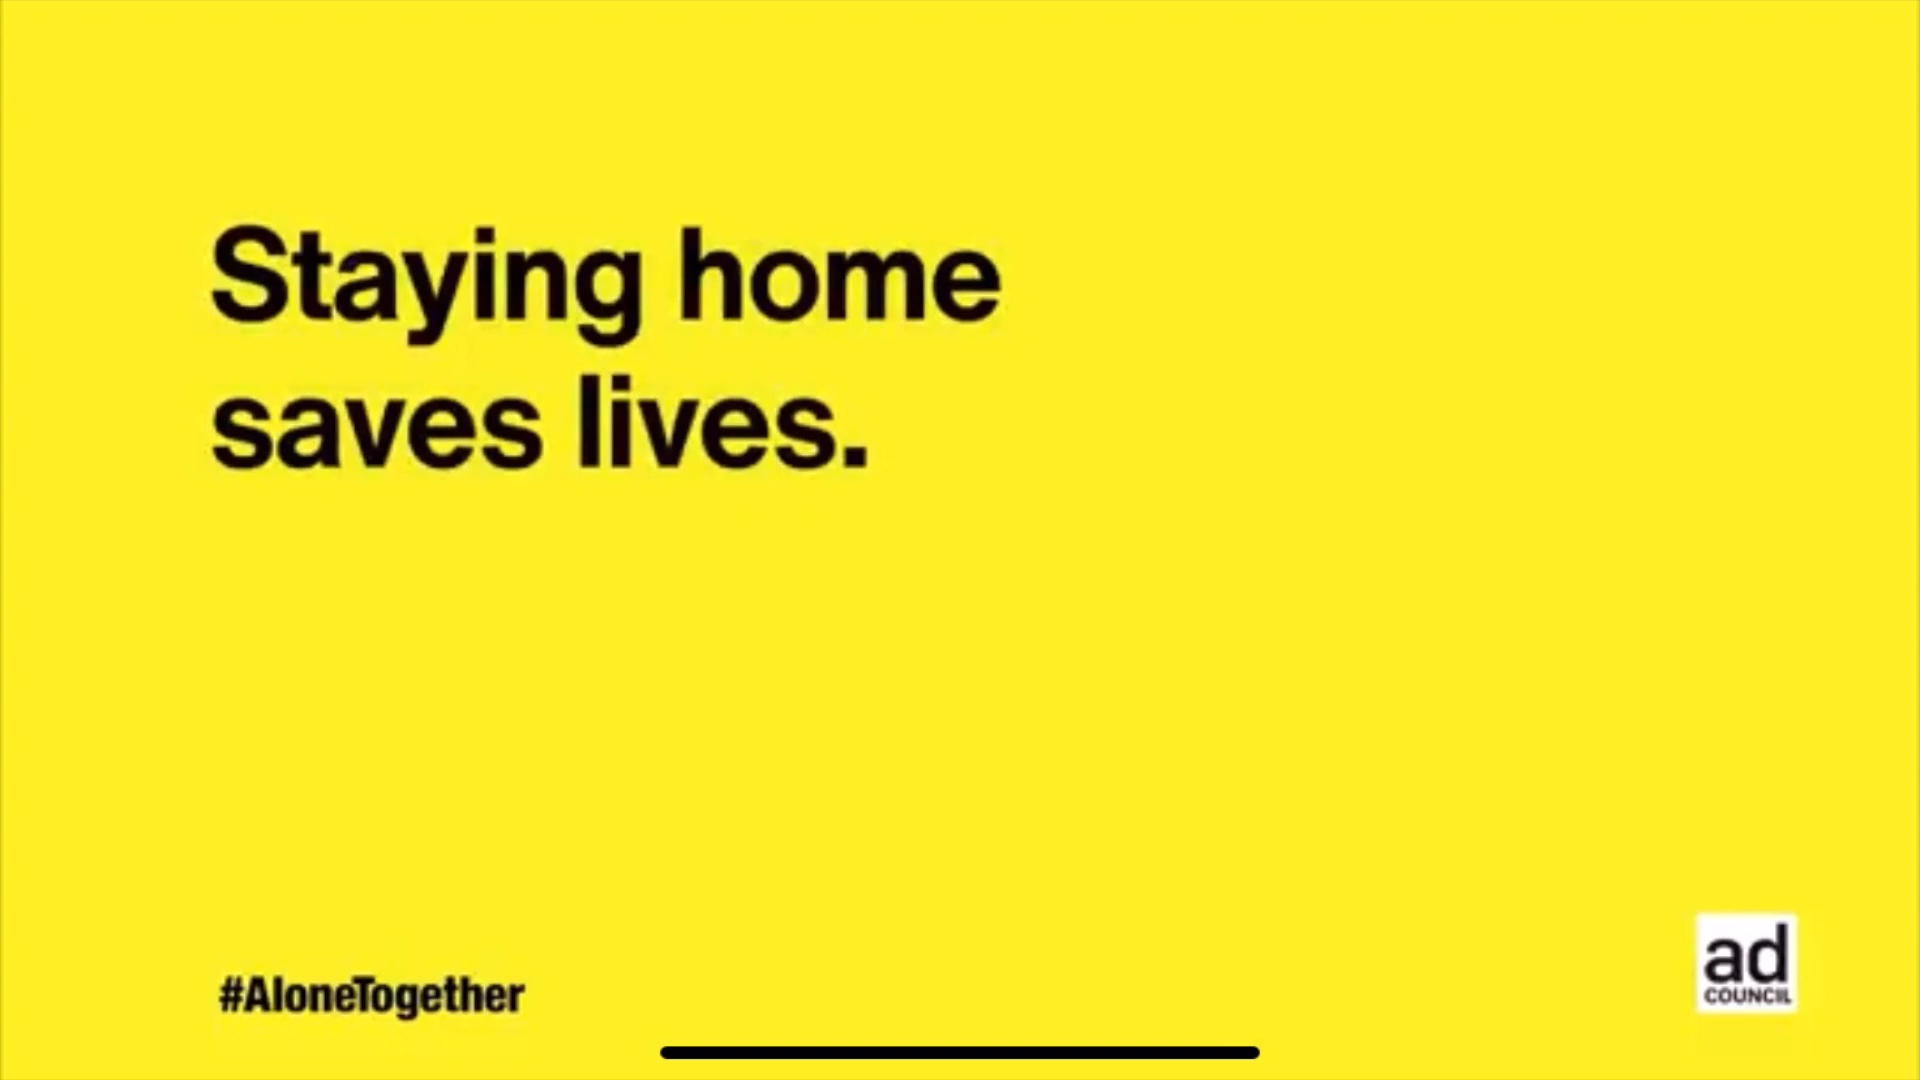 Staying home
saves lives.
#AloneTogether
ad
COUNCIL